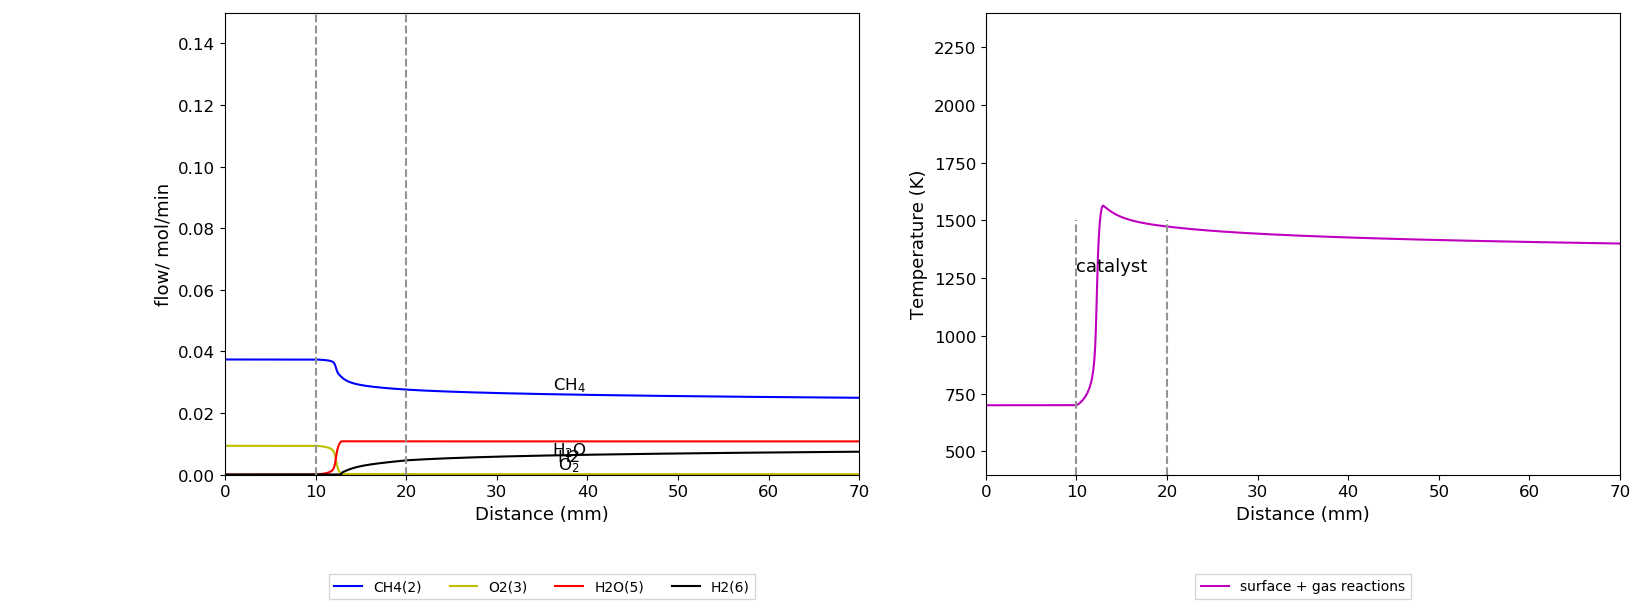 0.14
0.12
0.10
0.08
0.06
0.04
0.02
0.00
flow/ mol/min
CH₄
H₂O
H2
O₂
0 10 20 30 40 50 60 70
Distance (mm)
CH4(2) O2(3) H2O(5) H2(6)
2250
2000
1750
1500
1250
1000
750
500
Temperature (K)
catalyst
0 10 20 30 40 50 60 70
Distance (mm)
surface + gas reactions